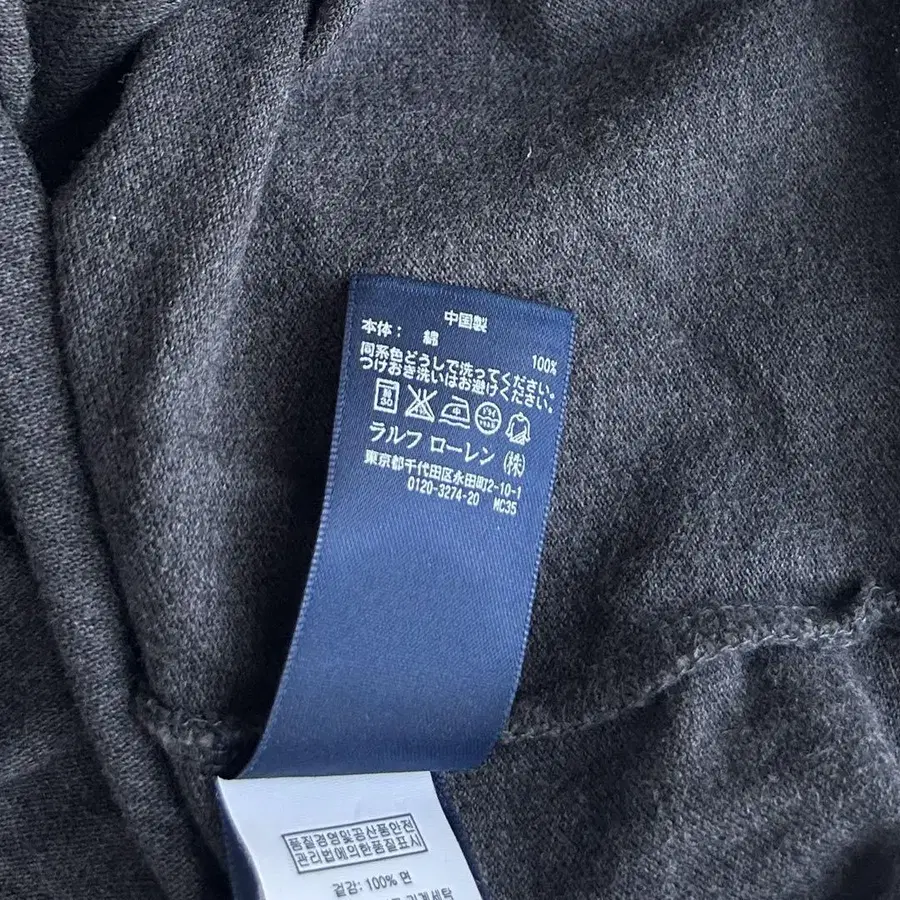 中国製
本体： 綿 100%
同系色どうしで洗ってください。
つけおき洗いはお避けください。
ラルフ ローレン (株)
東京都千代田区永田町2-10-1
0120-3274-20 MC35
품질경영및공산품안전
관리법에의한품질표시
겉감: 100% 면
기계세탁